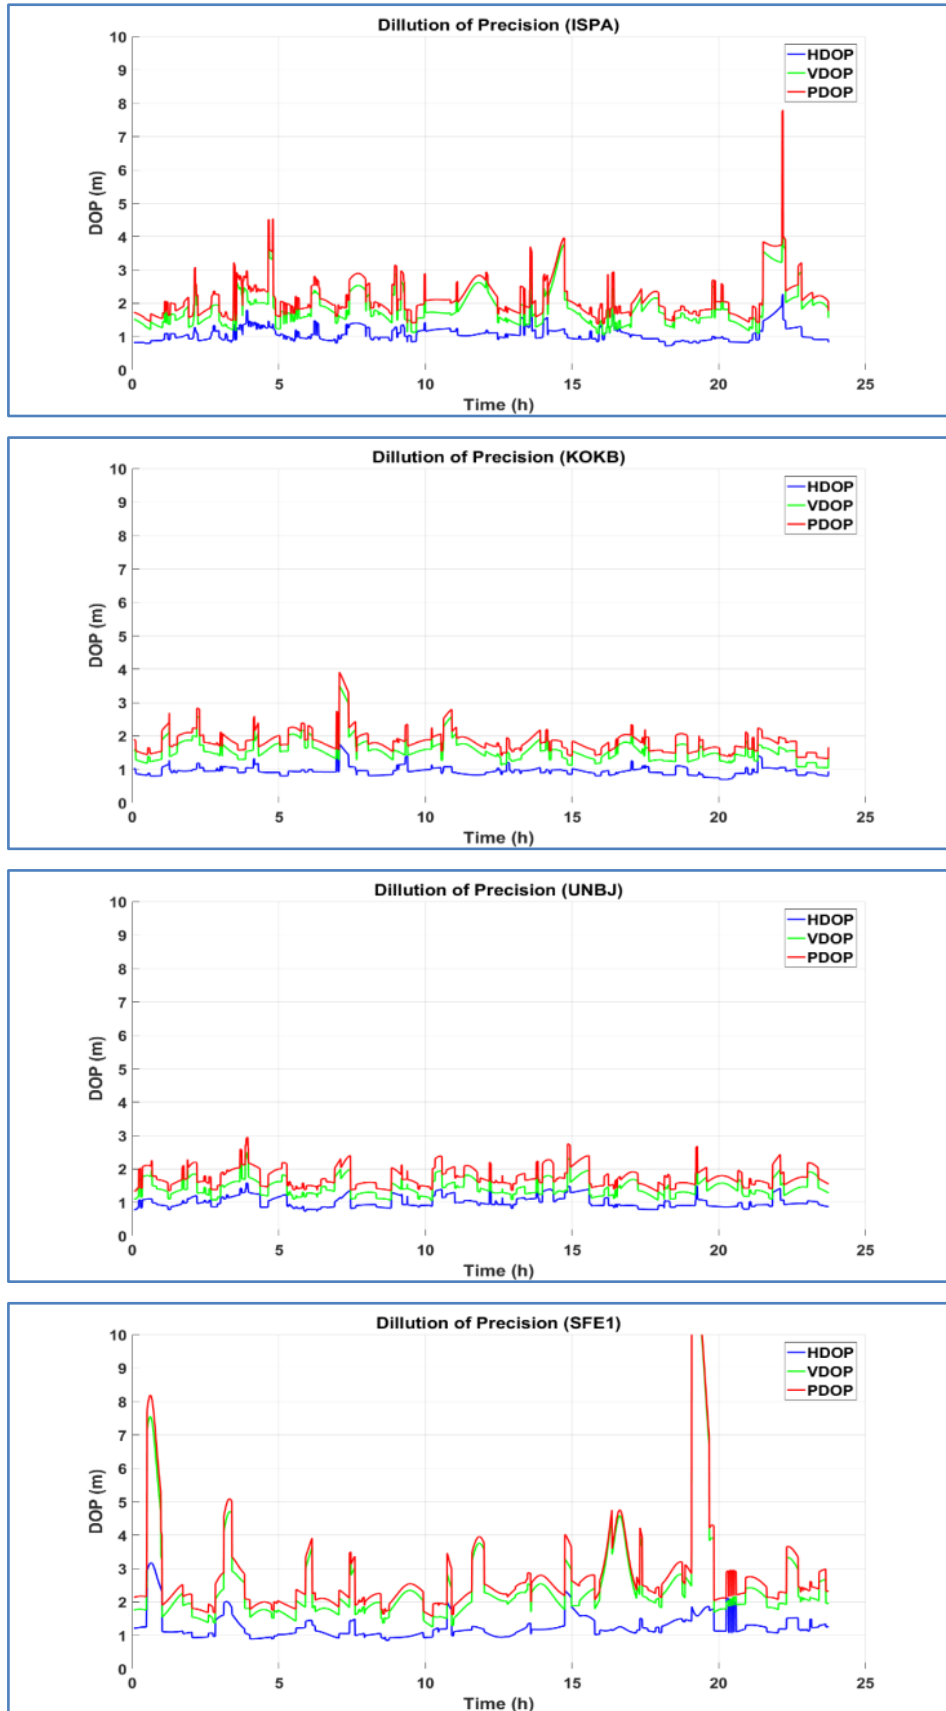 Dillution of Precision (ISPA)
10
9
8
7
6
5
4
3
2
1
0
DOP (m)
HDOP
VDOP
PDOP
0 5 10 15 20 25
Time (h)
Dillution of Precision (KOKB)
10
9
8
7
6
5
4
3
2
1
0
DOP (m)
HDOP
VDOP
PDOP
0 5 10 15 20 25
Time (h)
Dillution of Precision (UNBJ)
10
9
8
7
6
5
4
3
2
1
0
DOP (m)
HDOP
VDOP
PDOP
0 5 10 15 20 25
Time (h)
Dillution of Precision (SFE1)
10
9
8
7
6
5
4
3
2
1
0
DOP (m)
HDOP
VDOP
PDOP
0 5 10 15 20 25
Time (h)